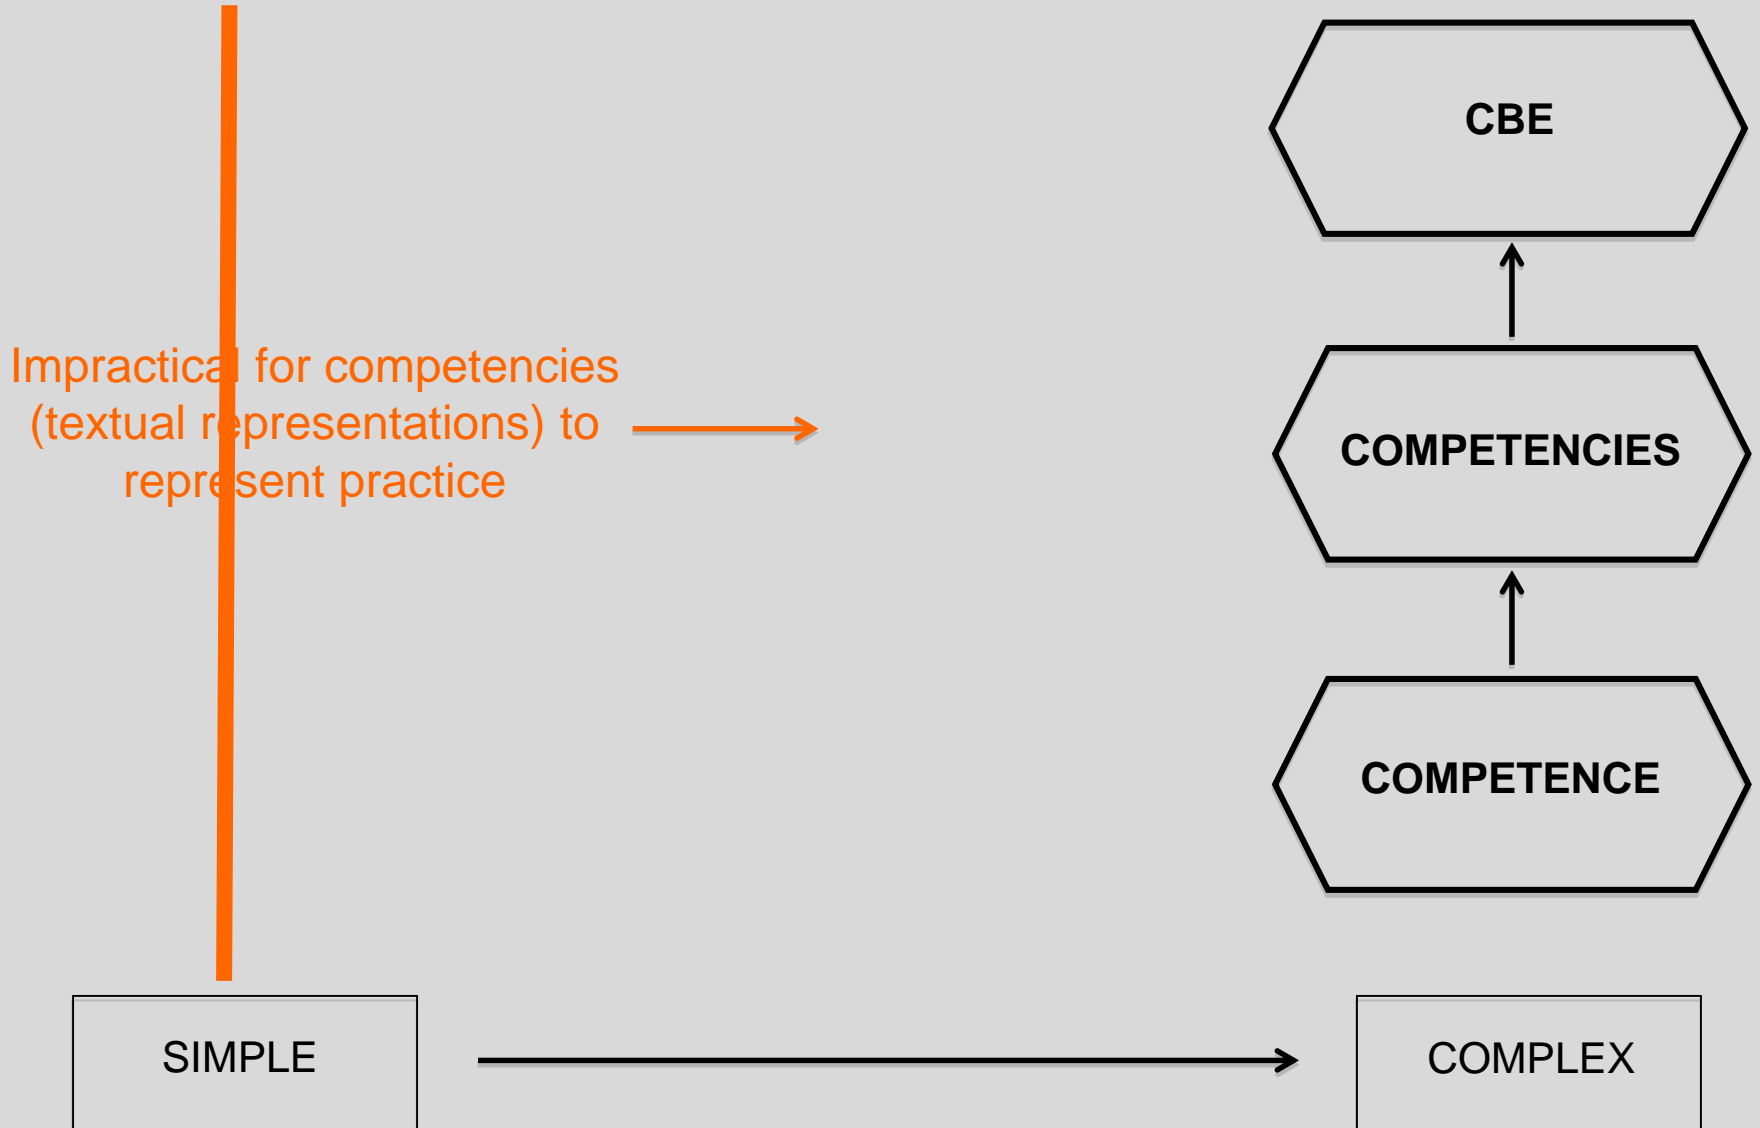 CBE
Impractical for competencies
(textual representations) to
represent practice
COMPETENCIES
COMPETENCE
SIMPLE
COMPLEX